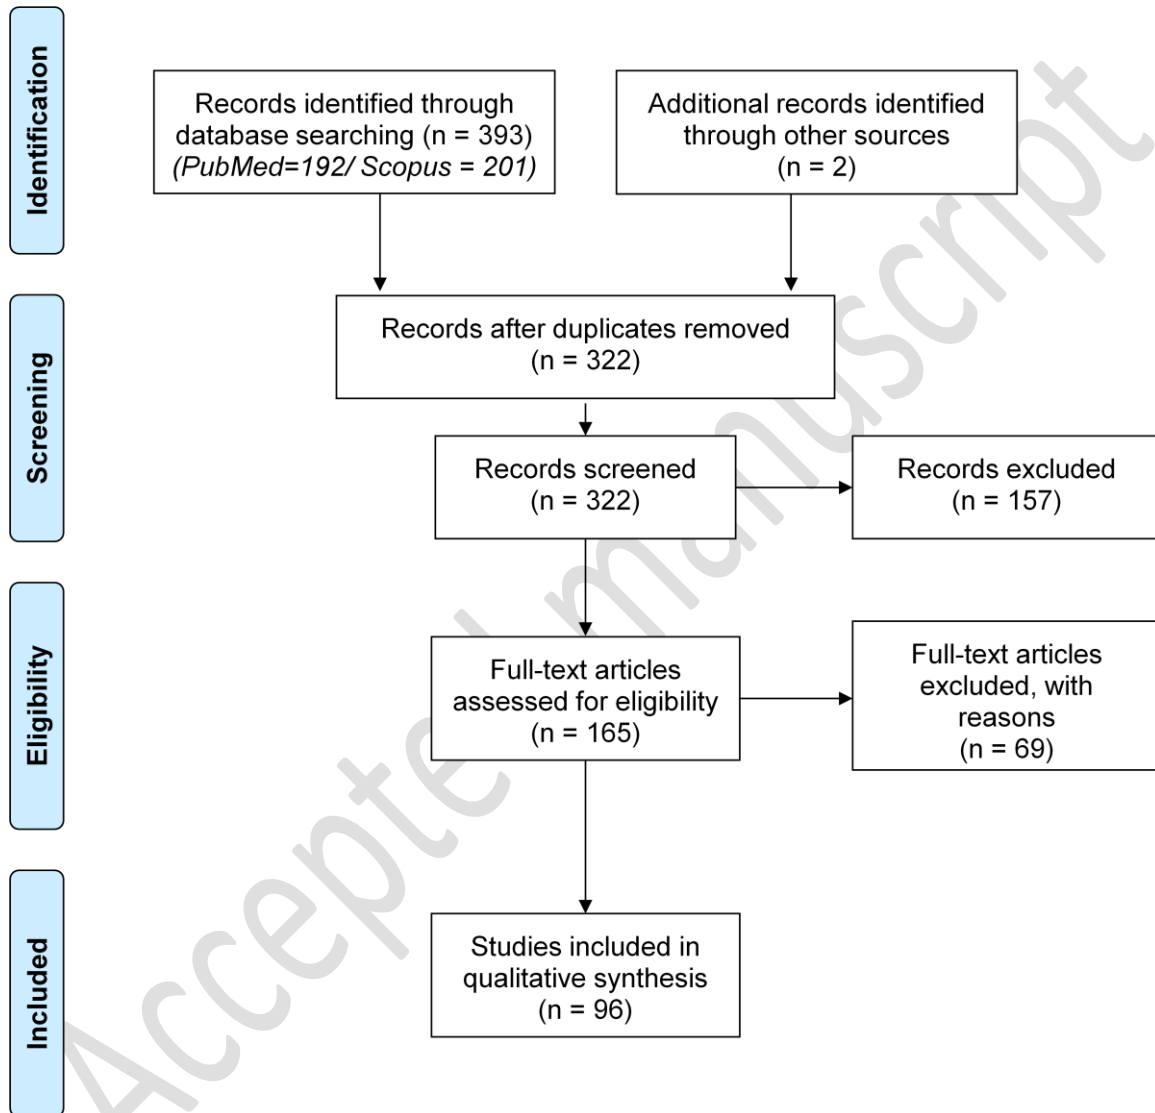 Identification
Records identified through
database searching (n = 393)
(PubMed=192/ Scopus = 201)
Additional records identified
through other sources
(n = 2)
Screening
Records after duplicates removed
(n = 322)
Records screened
(n = 322)
Records excluded
(n = 157)
Eligibility
Full-text articles
assessed for eligibility
(n = 165)
Full-text articles
excluded, with
reasons
(n = 69)
Included
Studies included in
qualitative synthesis
(n = 96)
Accepted manuscript